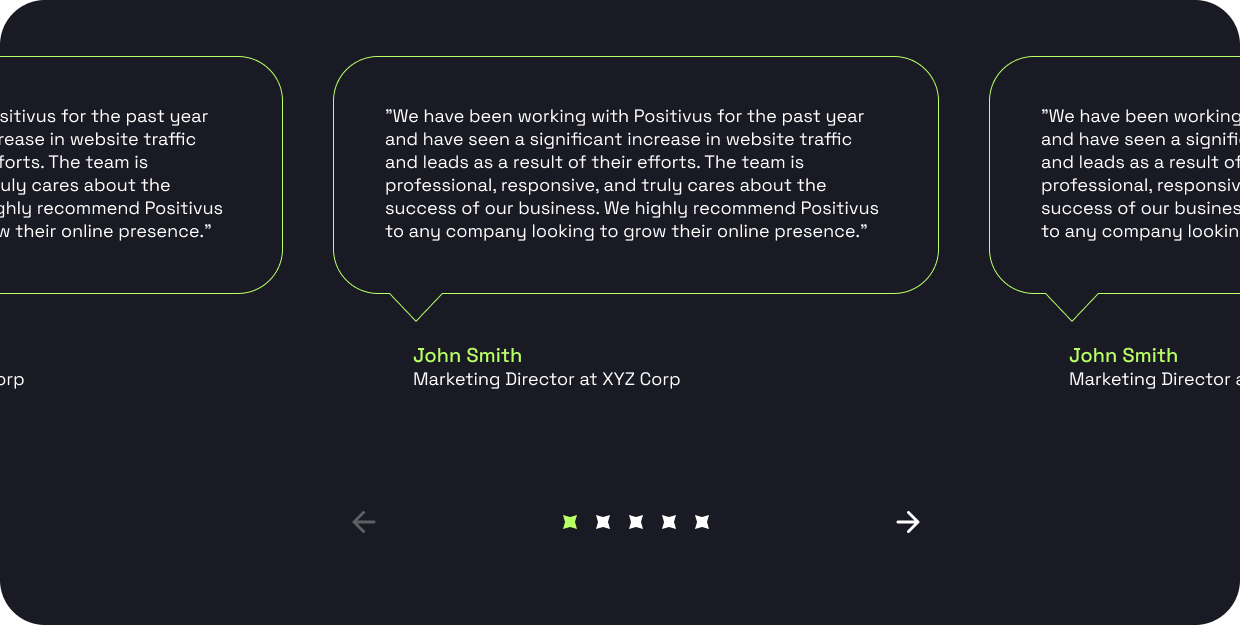 sitivus for the past year
rease in website traffic
forts. The team is
ruly cares about the
ghly recommend Positivus
w their online presence.”
orp
”We have been working with Positivus for the past year
and have seen a significant increase in website traffic
and leads as a result of their efforts. The team is
professional, responsive, and truly cares about the
success of our business. We highly recommend Positivus
to any company looking to grow their online presence.”
John Smith
Marketing Director at XYZ Corp
”We have been working
and have seen a signifi
and leads as a result of
professional, responsiv
success of our busines
to any company lookin
John Smith
Marketing Director a